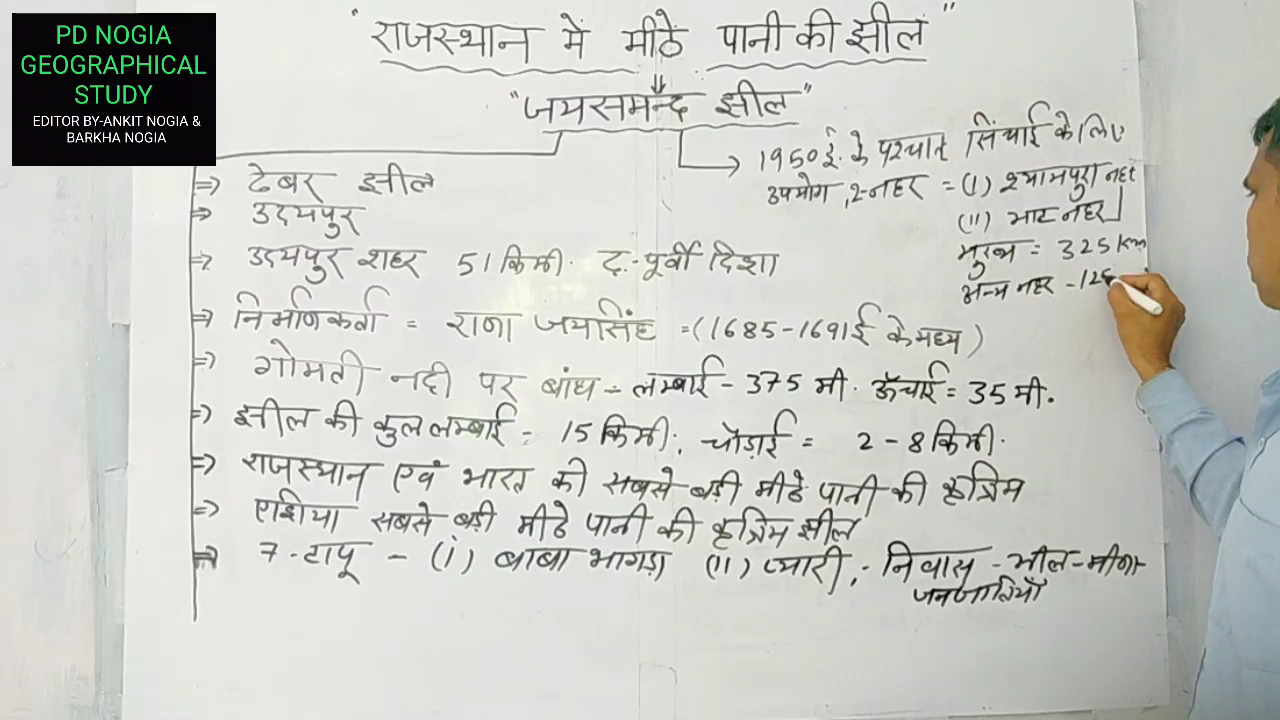 PD NOGIA
GEOGRAPHICAL
STUDY
EDITOR BY-ANKIT NOGIA &
BARKHA NOGIA
"राजस्थान में मीठे पानी की झील"
"जयसमन्द झील"
1950ई. के पश्चात सिंचाई के लिए
उपयोग, 2-नहर = (I) श्यामपुरा नहर
(II) भाट नहर
मुख्य = 325 km
अन्य नहर - 12
=> ढेबर झील
=> उदयपुर
=> उदयपुर शहर 51 किमी. द.-पूर्वी दिशा
=> निर्माणकर्ता = राणा जयसिंह =(1685-1691ई के मध्य)
=> गोमती नदी पर बांध - लम्बाई - 375 मी. ऊँचाई = 35 मी.
=> झील की कुल लम्बाई - 15 किमी. चौड़ाई = 2-8 किमी.
=> राजस्थान एवं भारत की सबसे बड़ी मीठे पानी की कृत्रिम
=> एशिया सबसे बड़ी मीठे पानी की कृत्रिम झील
=> 7-टापू - (i) बाबा भागड़ा (II) प्यारी, - निवास - भील-मीणा
जनजातियाँ